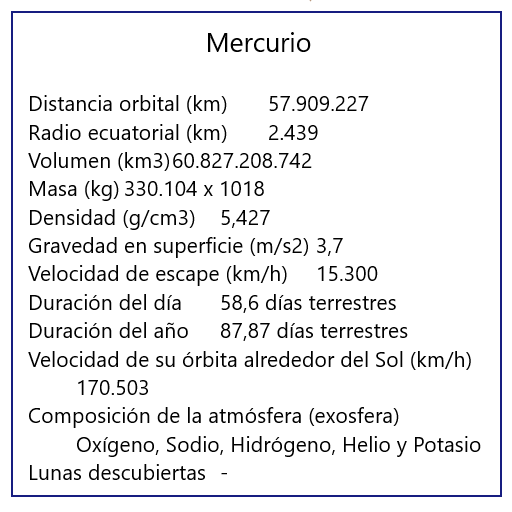 Mercurio
Distancia orbital (km) 57.909.227
Radio ecuatorial (km) 2.439
Volumen (km3)60.827.208.742
Masa (kg) 330.104 x 1018
Densidad (g/cm3) 5,427
Gravedad en superficie (m/s2) 3,7
Velocidad de escape (km/h) 15.300
Duración del día 58,6 días terrestres
Duración del año 87,87 días terrestres
Velocidad de su órbita alrededor del Sol (km/h)
170.503
Composición de la atmósfera (exosfera)
Oxígeno, Sodio, Hidrógeno, Helio y Potasio
Lunas descubiertas -